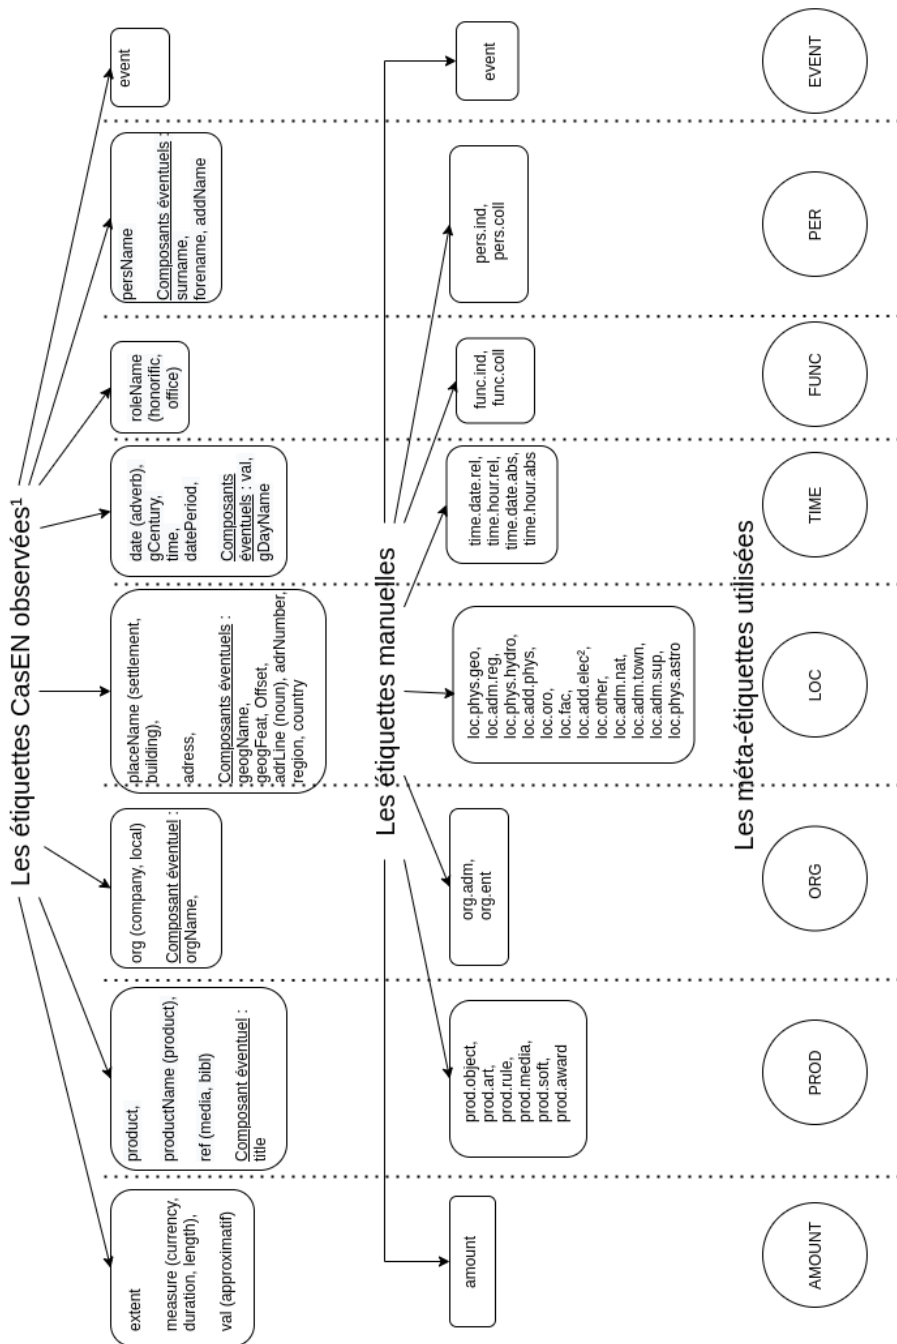 Les étiquettes CasEN observées¹
extent
measure (currency,
duration, length),
val (approximatif)
product,
productName (product),
ref (media, bibl)
Composant éventuel :
title
org (company, local)
Composant éventuel :
orgName,
placeName (settlement,
building),
adress,
Composants éventuels :
geogName,
geogFeat, Offset,
adrLine (noun), adrNumber,
region, country
date (adverb),
gCentury,
time,
datePeriod,
Composants
éventuels : val,
gDayName
roleName
(honorific,
office)
persName
Composants éventuels :
surname,
forename, addName
event
Les étiquettes manuelles
amount
prod.object,
prod.art,
prod.rule,
prod.media,
prod.soft,
prod.award
org.adm,
org.ent
loc.phys.geo,
loc.adm.reg,
loc.phys.hydro,
loc.add.phys,
loc.oro,
loc.fac,
loc.add.elec²,
loc.other,
loc.adm.nat,
loc.adm.town,
loc.adm.sup,
loc.phys.astro
time.date.rel,
time.hour.rel,
time.date.abs,
time.hour.abs
func.ind,
func.coll
pers.ind,
pers.coll
event
Les méta-étiquettes utilisées
AMOUNT
PROD
ORG
LOC
TIME
FUNC
PER
EVENT